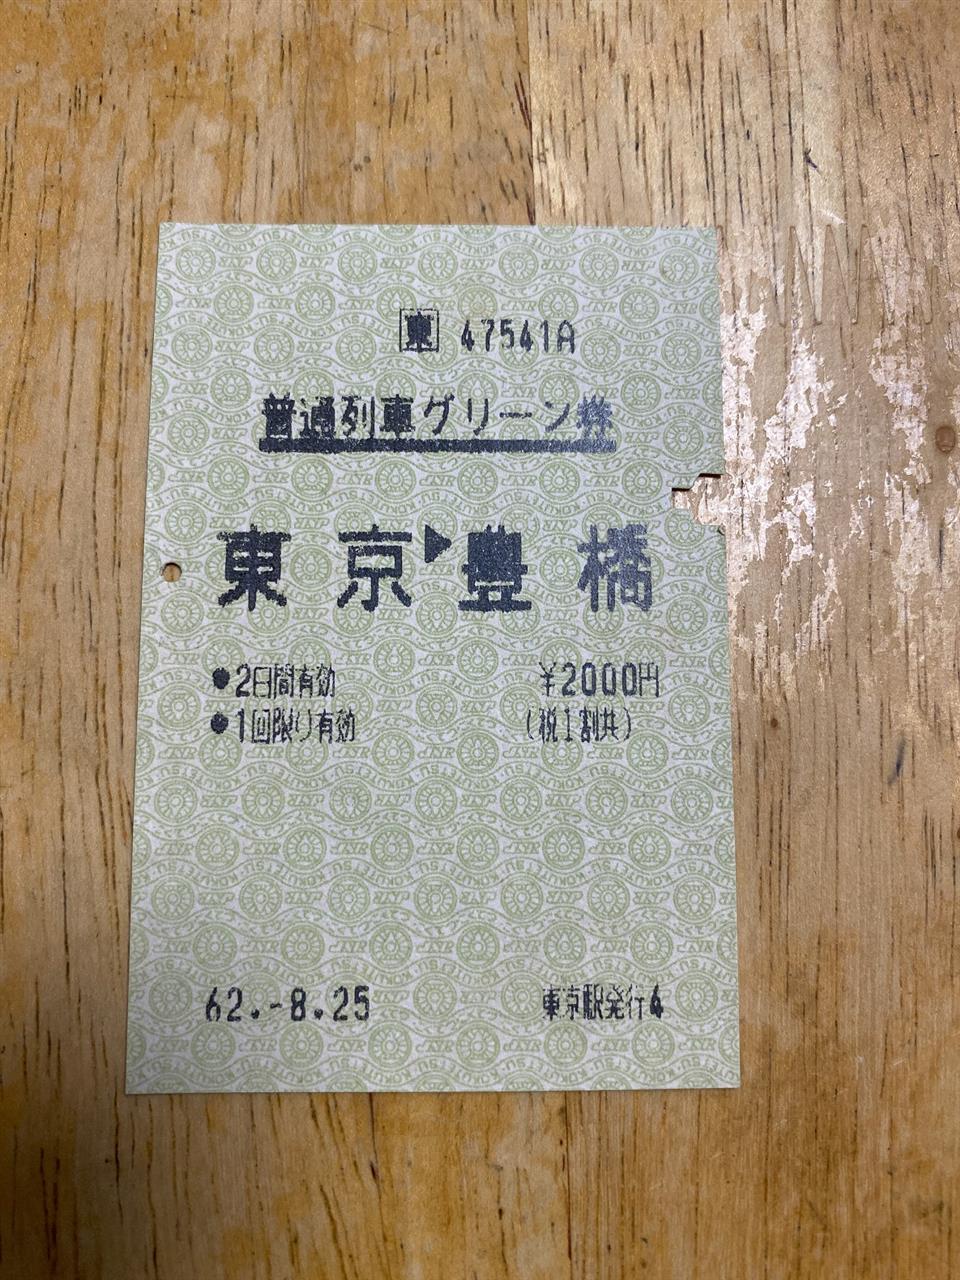 東 47541A
普通列車グリーン券
東京▶豊橋
●2日間有効 ¥2000円
●1回限り有効 (税1割共)
62.-8.25 東京駅発行4